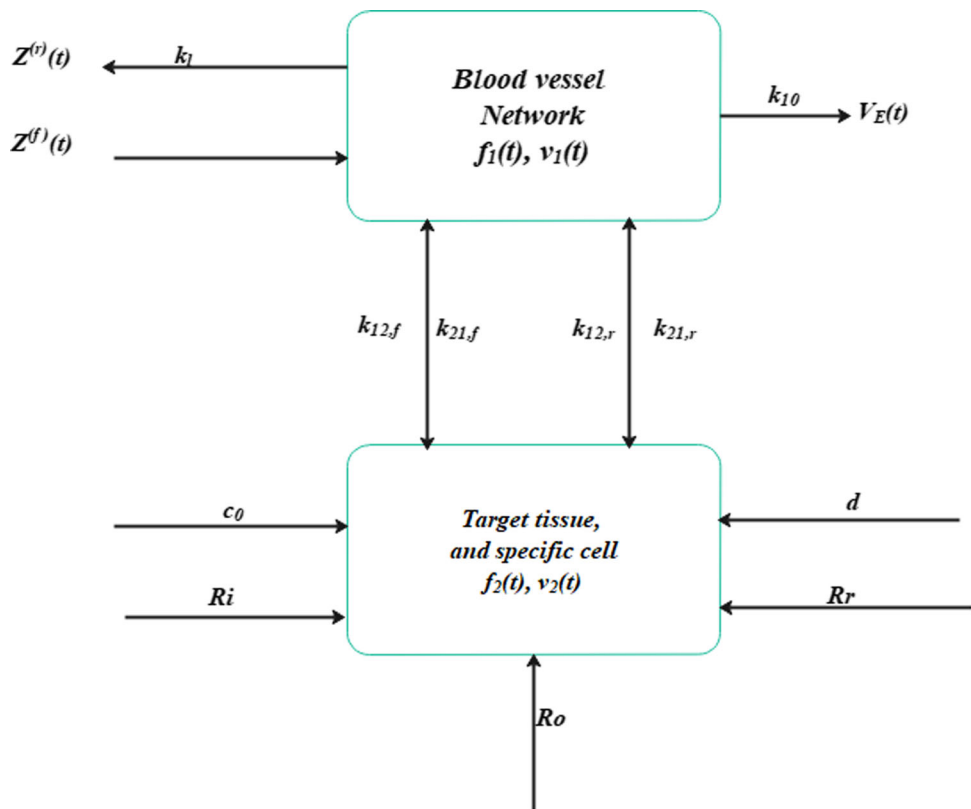 Z^(r)(t)
k_l
Blood vessel
Network
f_1(t), v_1(t)
k_10
V_E(t)
Z^(f)(t)
k_12,f
k_21,f
k_12,r
k_21,r
c_0
Target tissue,
and specific cell
f_2(t), v_2(t)
d
Ri
Rr
Ro